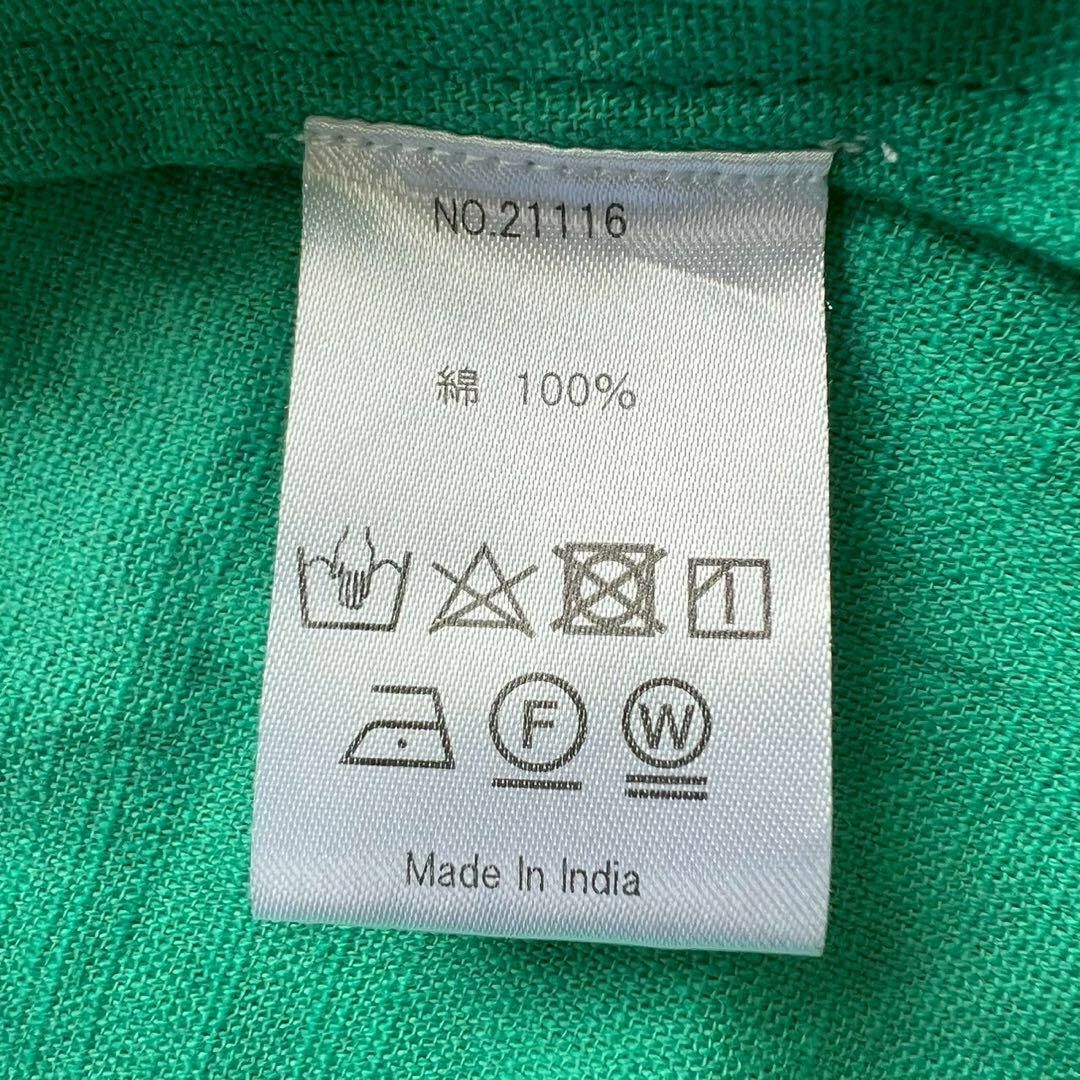 NO.21116
綿 100%
F W
Made In India